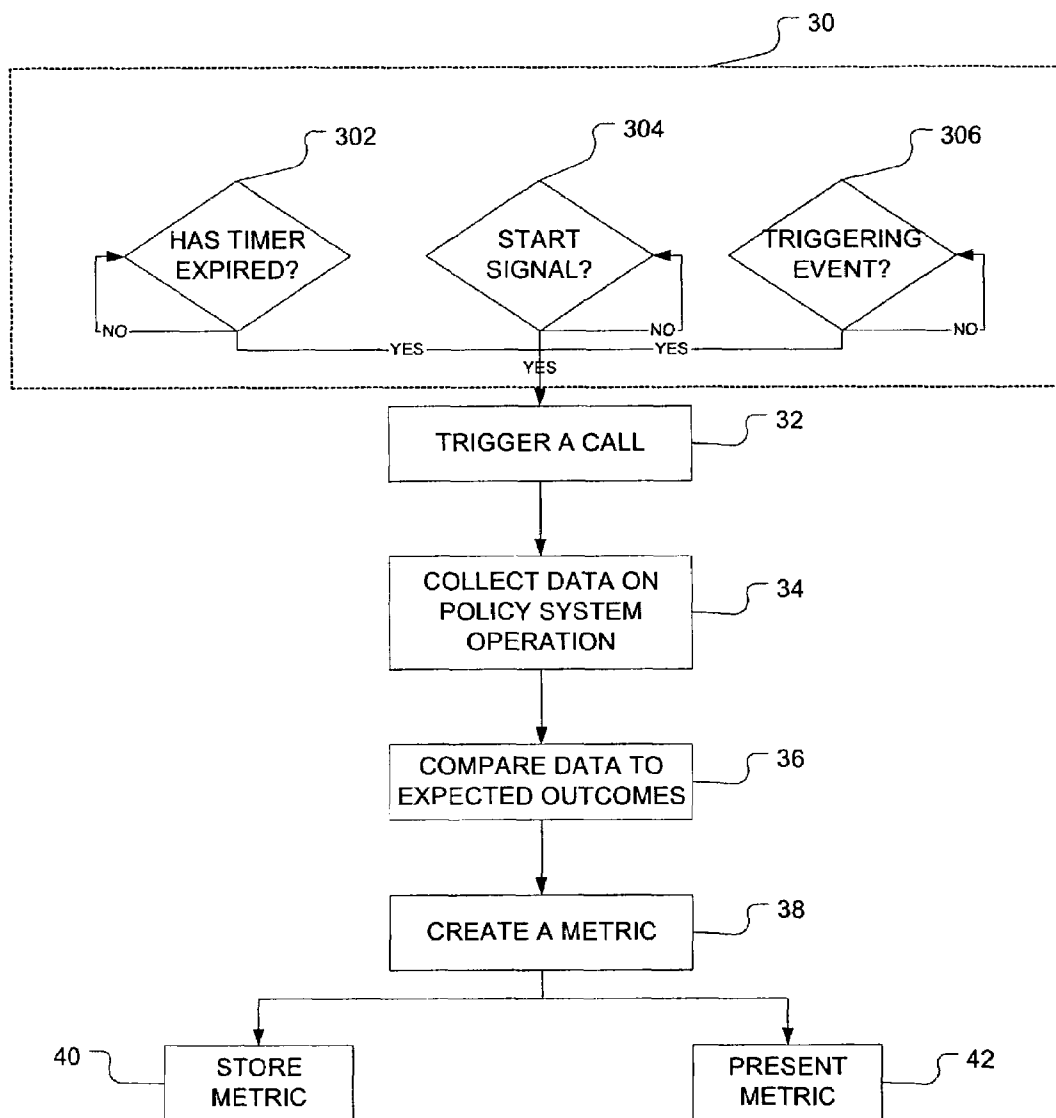 30
302
304
306
HAS TIMER
EXPIRED?
START
SIGNAL?
TRIGGERING
EVENT?
NO
NO
NO
YES
YES
YES
TRIGGER A CALL
32
COLLECT DATA ON
POLICY SYSTEM
OPERATION
34
COMPARE DATA TO
EXPECTED OUTCOMES
36
CREATE A METRIC
38
40
STORE
METRIC
PRESENT
METRIC
42